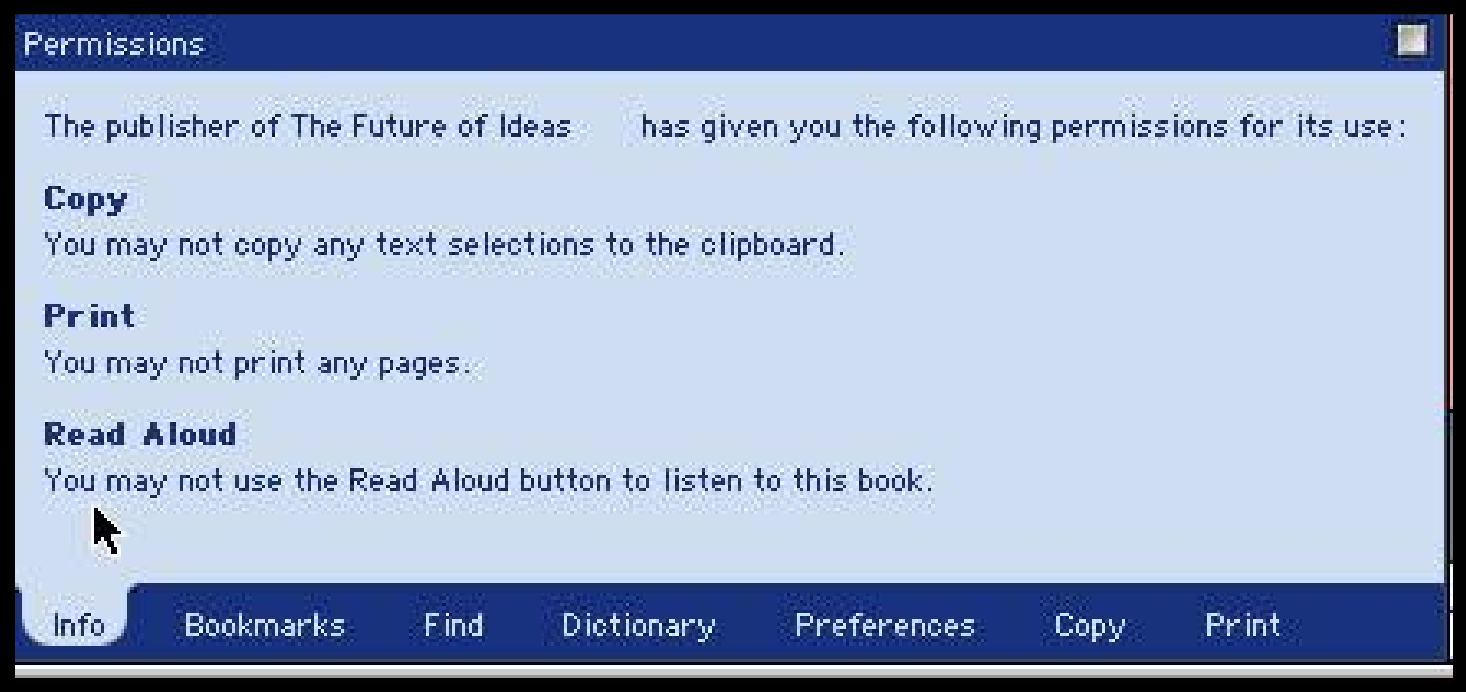 Permissions
The publisher of The Future of Ideas has given you the following permissions for its use:
Copy
You may not copy any text selections to the clipboard.
Print
You may not print any pages.
Read Aloud
You may not use the Read Aloud button to listen to this book.
Info Bookmarks Find Dictionary Preferences Copy Print